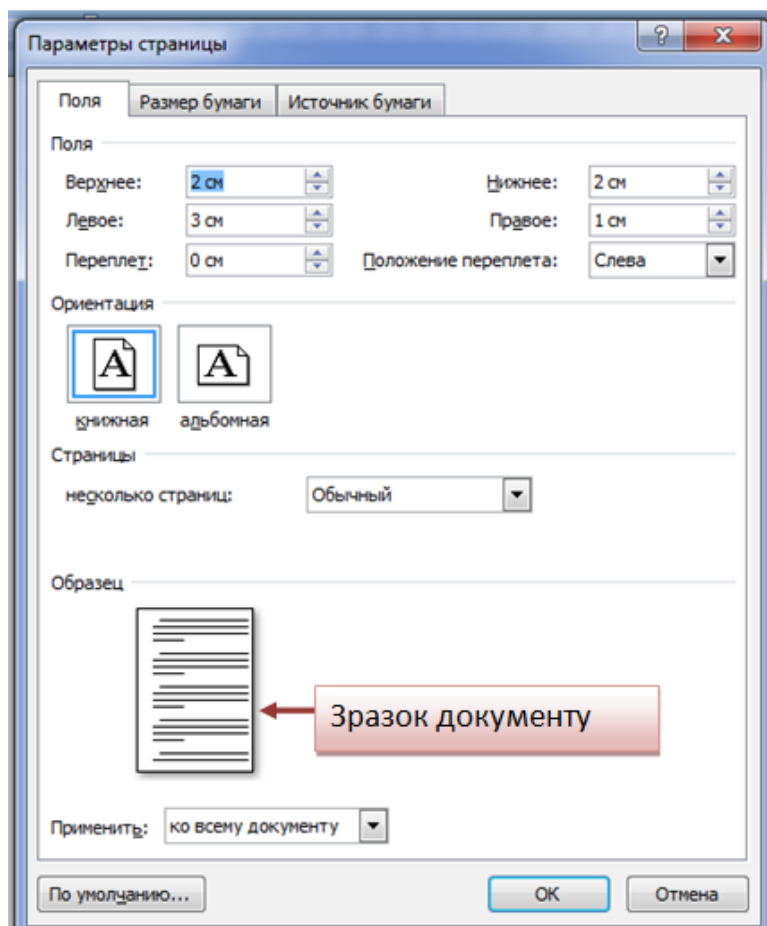 Параметры страницы
Поля Размер бумаги Источник бумаги
Поля
Верхнее: 2 см Нижнее: 2 см
Левое: 3 см Правое: 1 см
Переплет: 0 см Положение переплета: Слева
Ориентация
А А
книжная альбомная
Страницы
несколько страниц: Обычный
Образец
Зразок документу
Применить: ко всему документу
По умолчанию... ОК Отмена